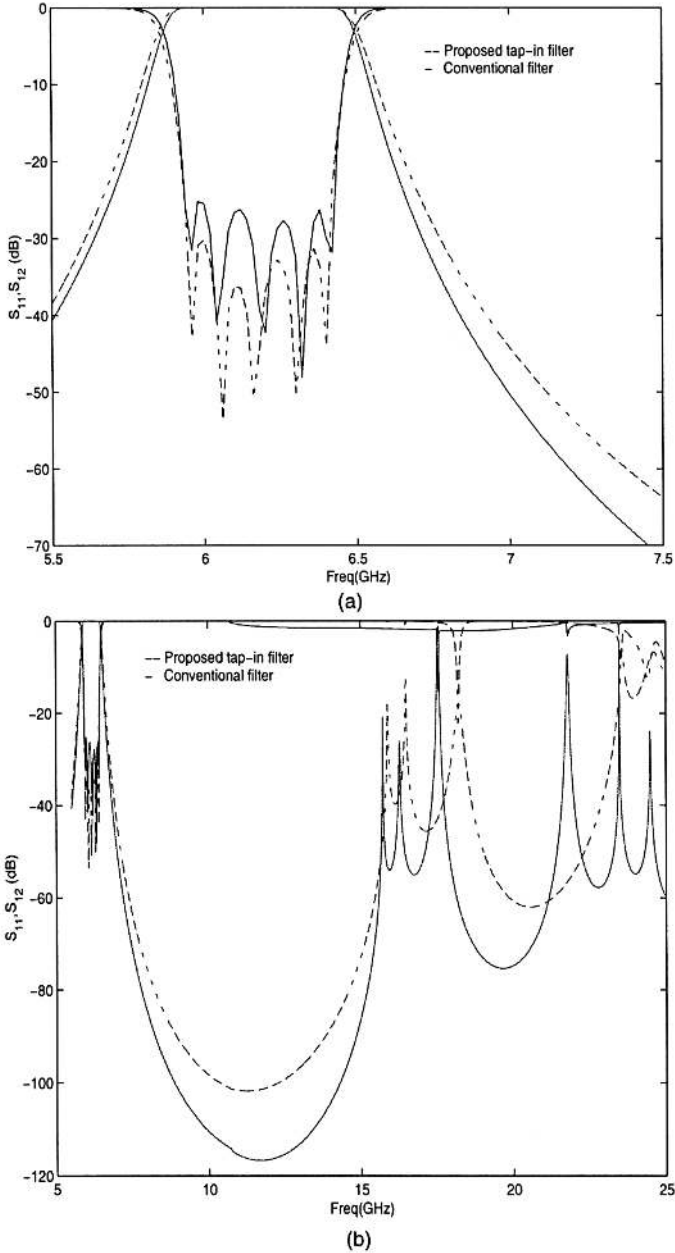 0
-10
-20
-30
-40
-50
-60
-70
5.5
6
6.5
7
7.5
S11,S12 (dB)
Freq(GHz)
-- Proposed tap-in filter
- Conventional filter
(a)
0
-20
-40
-60
-80
-100
-120
5
10
15
20
25
S11,S12 (dB)
Freq(GHz)
-- Proposed tap-in filter
- Conventional filter
(b)